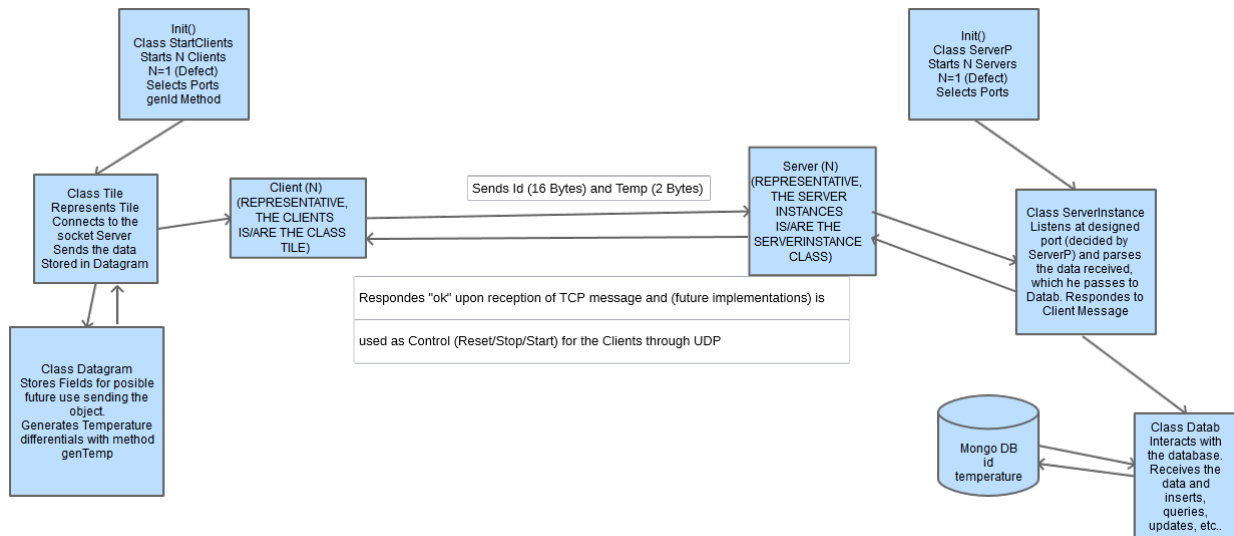 Init()
Class StartClients
Starts N Clients
N=1 (Defect)
Selects Ports
genId Method
Init()
Class ServerP
Starts N Servers
N=1 (Defect)
Selects Ports
Class Tile
Represents Tile
Connects to the
socket Server
Sends the data
Stored in Datagram
Client (N)
(REPRESENTATIVE,
THE CLIENTS
IS/ARE THE CLASS
TILE)
Sends Id (16 Bytes) and Temp (2 Bytes)
Server (N)
(REPRESENTATIVE,
THE SERVER
INSTANCES
IS/ARE THE
SERVERINSTANCE
CLASS)
Class ServerInstance
Listens at designed
port (decided by
ServerP) and parses
the data received,
which he passes to
Datab. Respondes to
Client Message
Respondes "ok" upon reception of TCP message and (future implementations) is
used as Control (Reset/Stop/Start) for the Clients through UDP
Class Datagram
Stores Fields for posible
future use sending the
object.
Generates Temperature
differentials with method
genTemp
Mongo DB
id
temperature
Class Datab
Interacts with
the database.
Receives the
data and
inserts,
queries,
updates, etc..